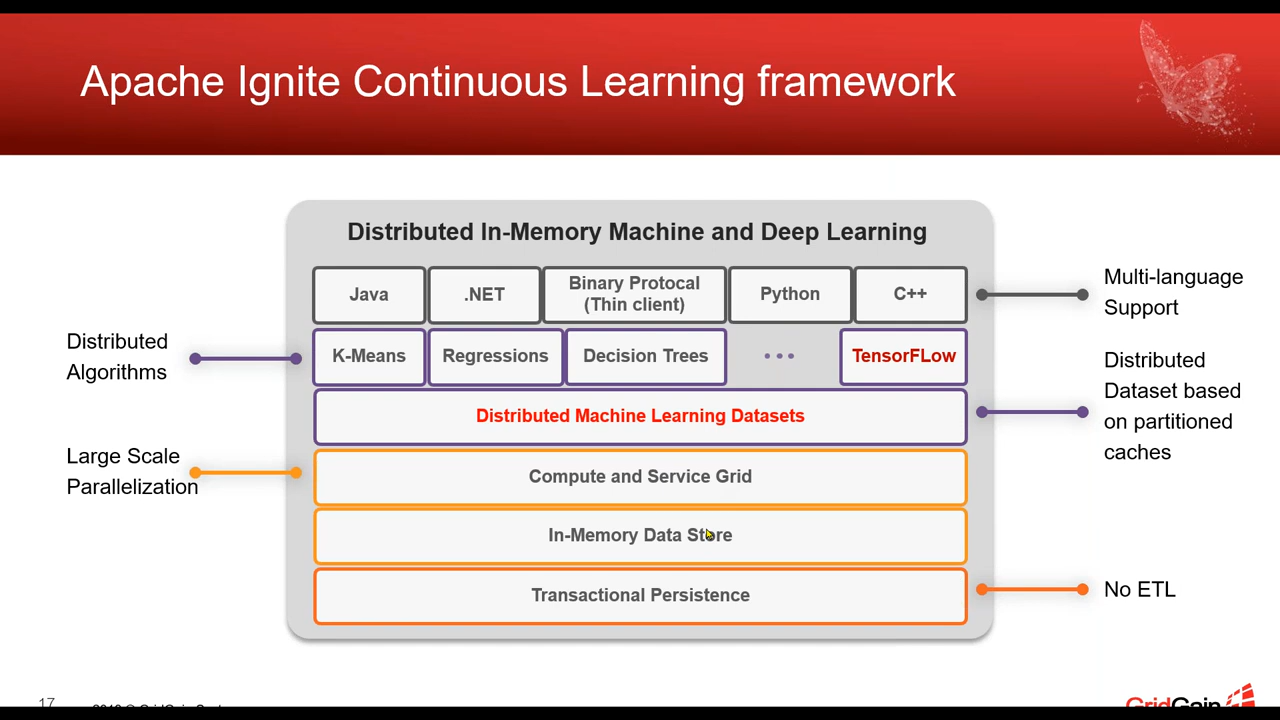 Apache Ignite Continuous Learning framework
Distributed In-Memory Machine and Deep Learning
Java
.NET
Binary Protocal
(Thin client)
Python
C++
Multi-language
Support
Distributed
Algorithms
K-Means
Regressions
Decision Trees
•••
TensorFLow
Distributed Machine Learning Datasets
Distributed
Dataset based
on partitioned
caches
Large Scale
Parallelization
Compute and Service Grid
In-Memory Data Store
Transactional Persistence
No ETL
17
GridGain